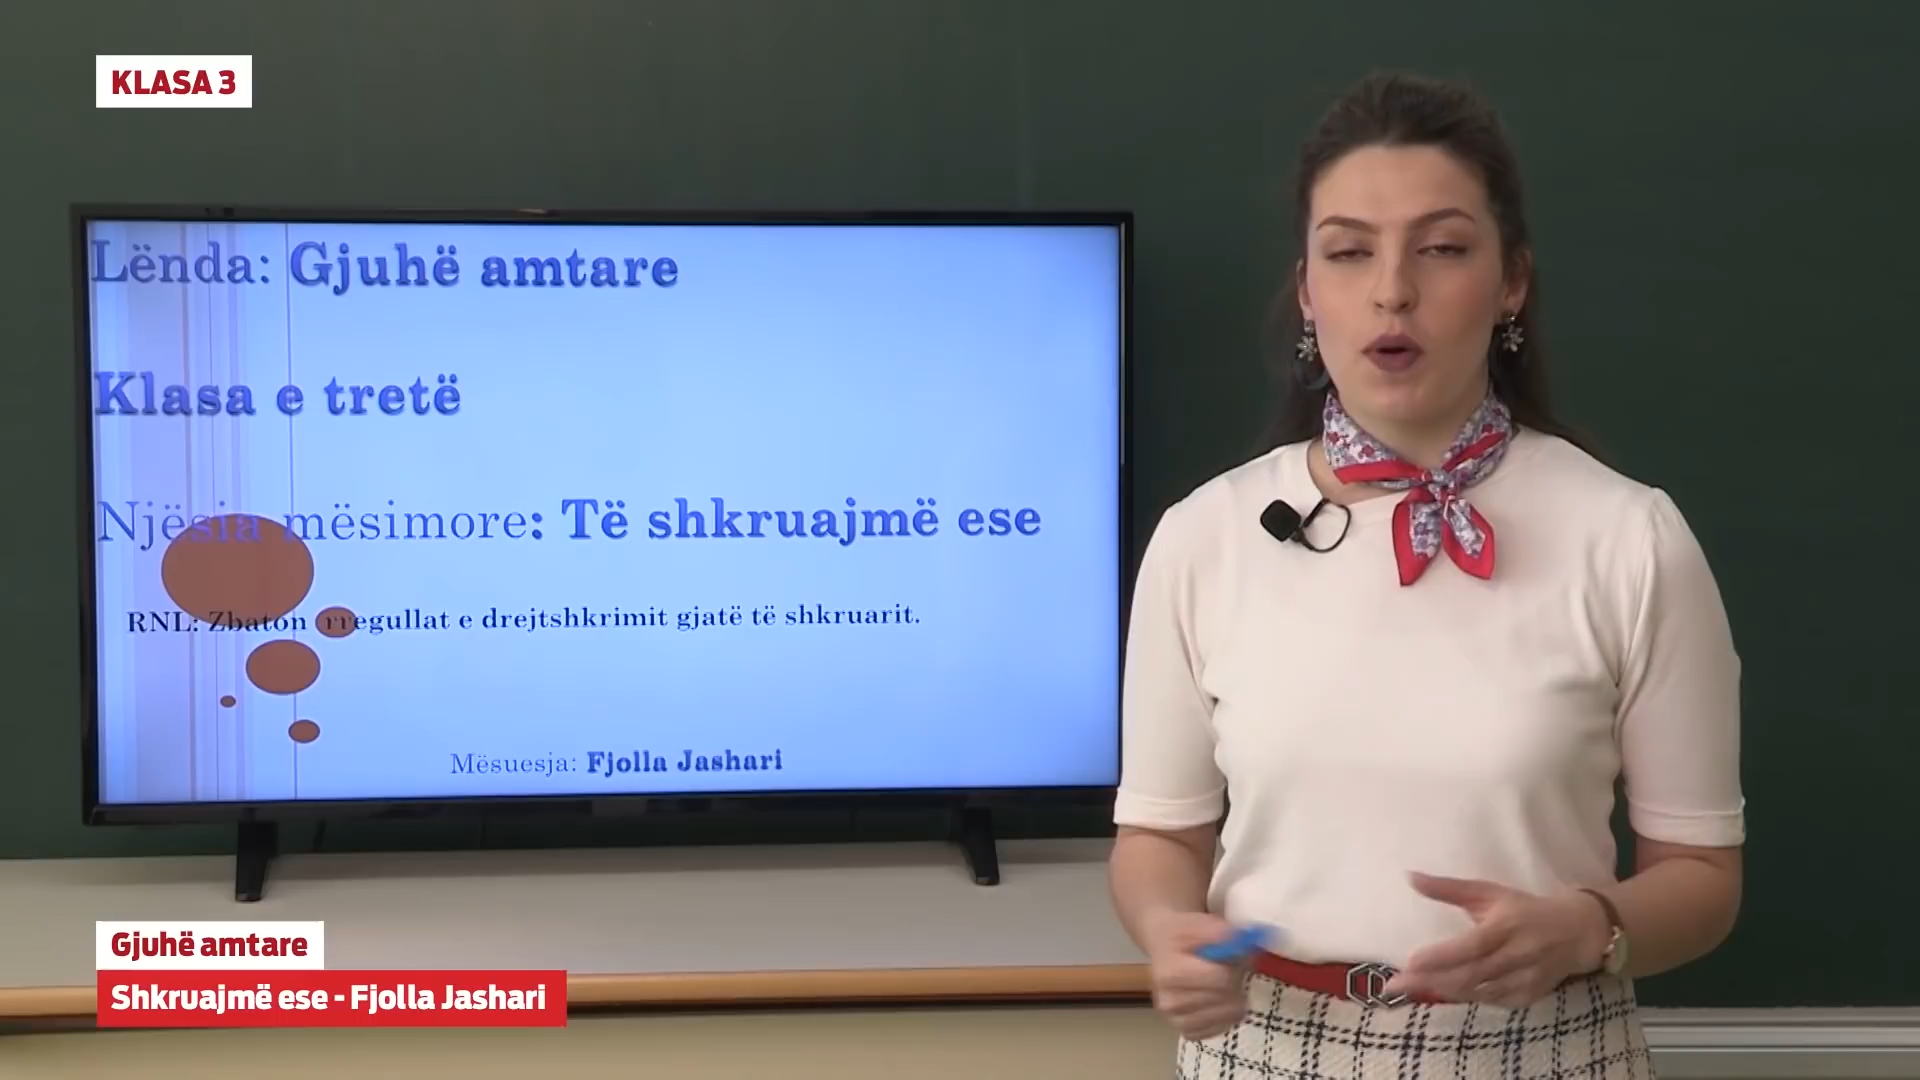 KLASA 3
Lënda: Gjuhë amtare
Klasa e tretë
Njësia mësimore: Të shkruajmë ese
RNL: Zbaton rregullat e drejtshkrimit gjatë të shkruarit.
Mësuesja: Fjolla Jashari
Gjuhë amtare
Shkruajmë ese - Fjolla Jashari